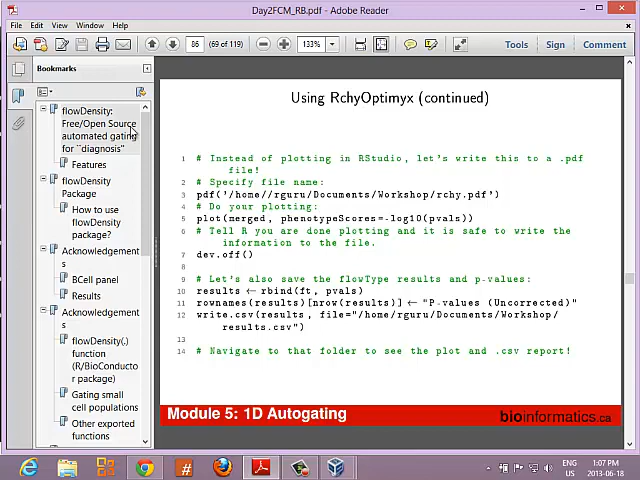 Day2FCM_RB.pdf - Adobe Reader
File Edit View Window Help
86 (69 of 119) 133% Tools Sign Comment
Bookmarks
flowDensity:
Free/Open Source
automated gating
for ``diagnosis''
Features
flowDensity
Package
How to use
flowDensity
package?
Acknowledgement
s
BCell panel
Results
Acknowledgement
s
flowDensity(.)
function
(R/BioConductor
package)
Gating small
cell populations
Other exported
functions
Using RchyOptimyx (continued)
1 # Instead of plotting in RStudio, let's write this to a .pdf
file!
2 # Specify file name:
3 pdf('/home//rguru/Documents/Workshop/rchy.pdf')
4 # Do your plotting:
5 plot(merged, phenotypeScores=-log10(pvals))
6 # Tell R you are done plotting and it is safe to write the
information to the file.
7 dev.off()
8
9 # Let's also save the flowType results and p-values:
10 results ← rbind(ft, pvals)
11 rownames(results)[nrow(results)] ← "P-values (Uncorrected)"
12 write.csv(results, file="/home/rguru/Documents/Workshop/
results.csv")
13
14 # Navigate to that folder to see the plot and .csv report!
Module 5: 1D Autogating
bioinformatics.ca
ENG 1:07 PM
US 2013-06-18